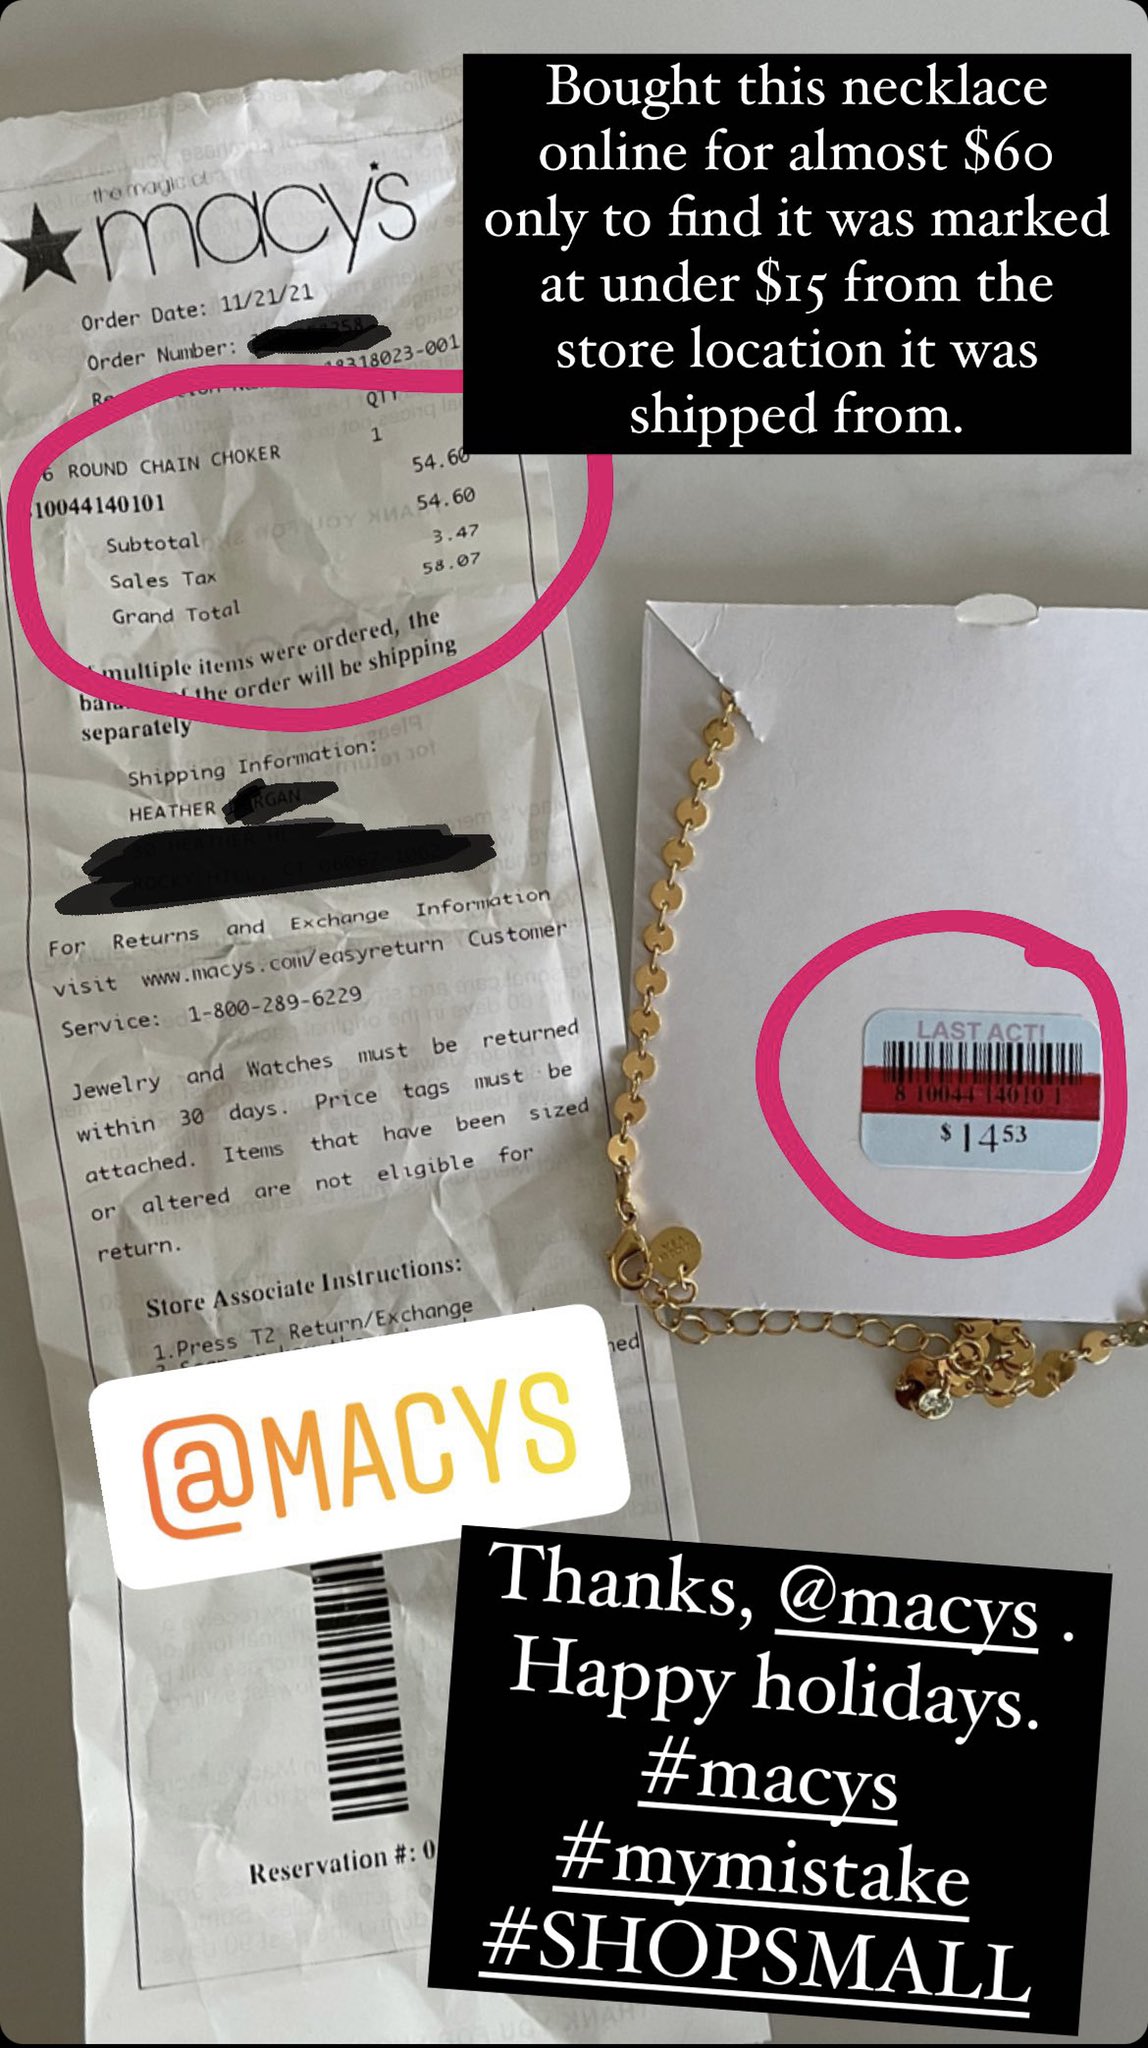 Bought this necklace
online for almost $60
only to find it was marked
at under $15 from the
store location it was
shipped from.
the magic of
macy's
Order Date: 11/21/21
Order Number:
18318023-001
QTY
6 ROUND CHAIN CHOKER 1
54.60
10044140101
Subtotal 54.60
Sales Tax 3.47
Grand Total 58.07
multiple items were ordered, the
the order will be shipping
separately
Shipping Information:
HEATHER
For Returns and Exchange Information
visit www.macys.com/easyreturn Customer
Service: 1-800-289-6229
Jewelry and Watches must be returned
within 30 days. Price tags must be
attached. Items that have been sized
or altered are not eligible for
return.
Store Associate Instructions:
1.Press T2 Return/Exchange
LAST ACT!
8 10044 14010 1
$14.53
@MACYS
Reservation #: 0
Thanks, @macys .
Happy holidays.
#macys
#mymistake
#SHOPSMALL